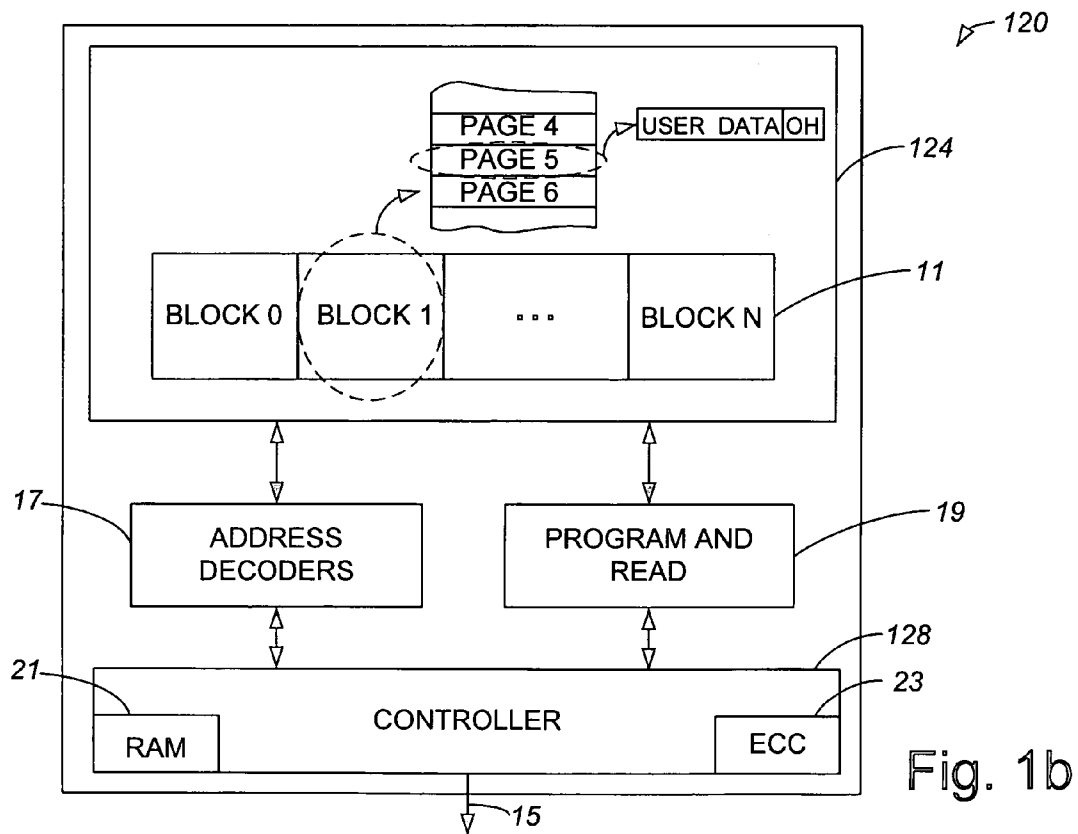 120
PAGE 4
USER DATA OH
PAGE 5
124
PAGE 6
11
BLOCK 0
BLOCK 1
...
BLOCK N
17
19
ADDRESS
DECODERS
PROGRAM AND
READ
128
21
23
CONTROLLER
RAM
ECC
Fig. 1b
15